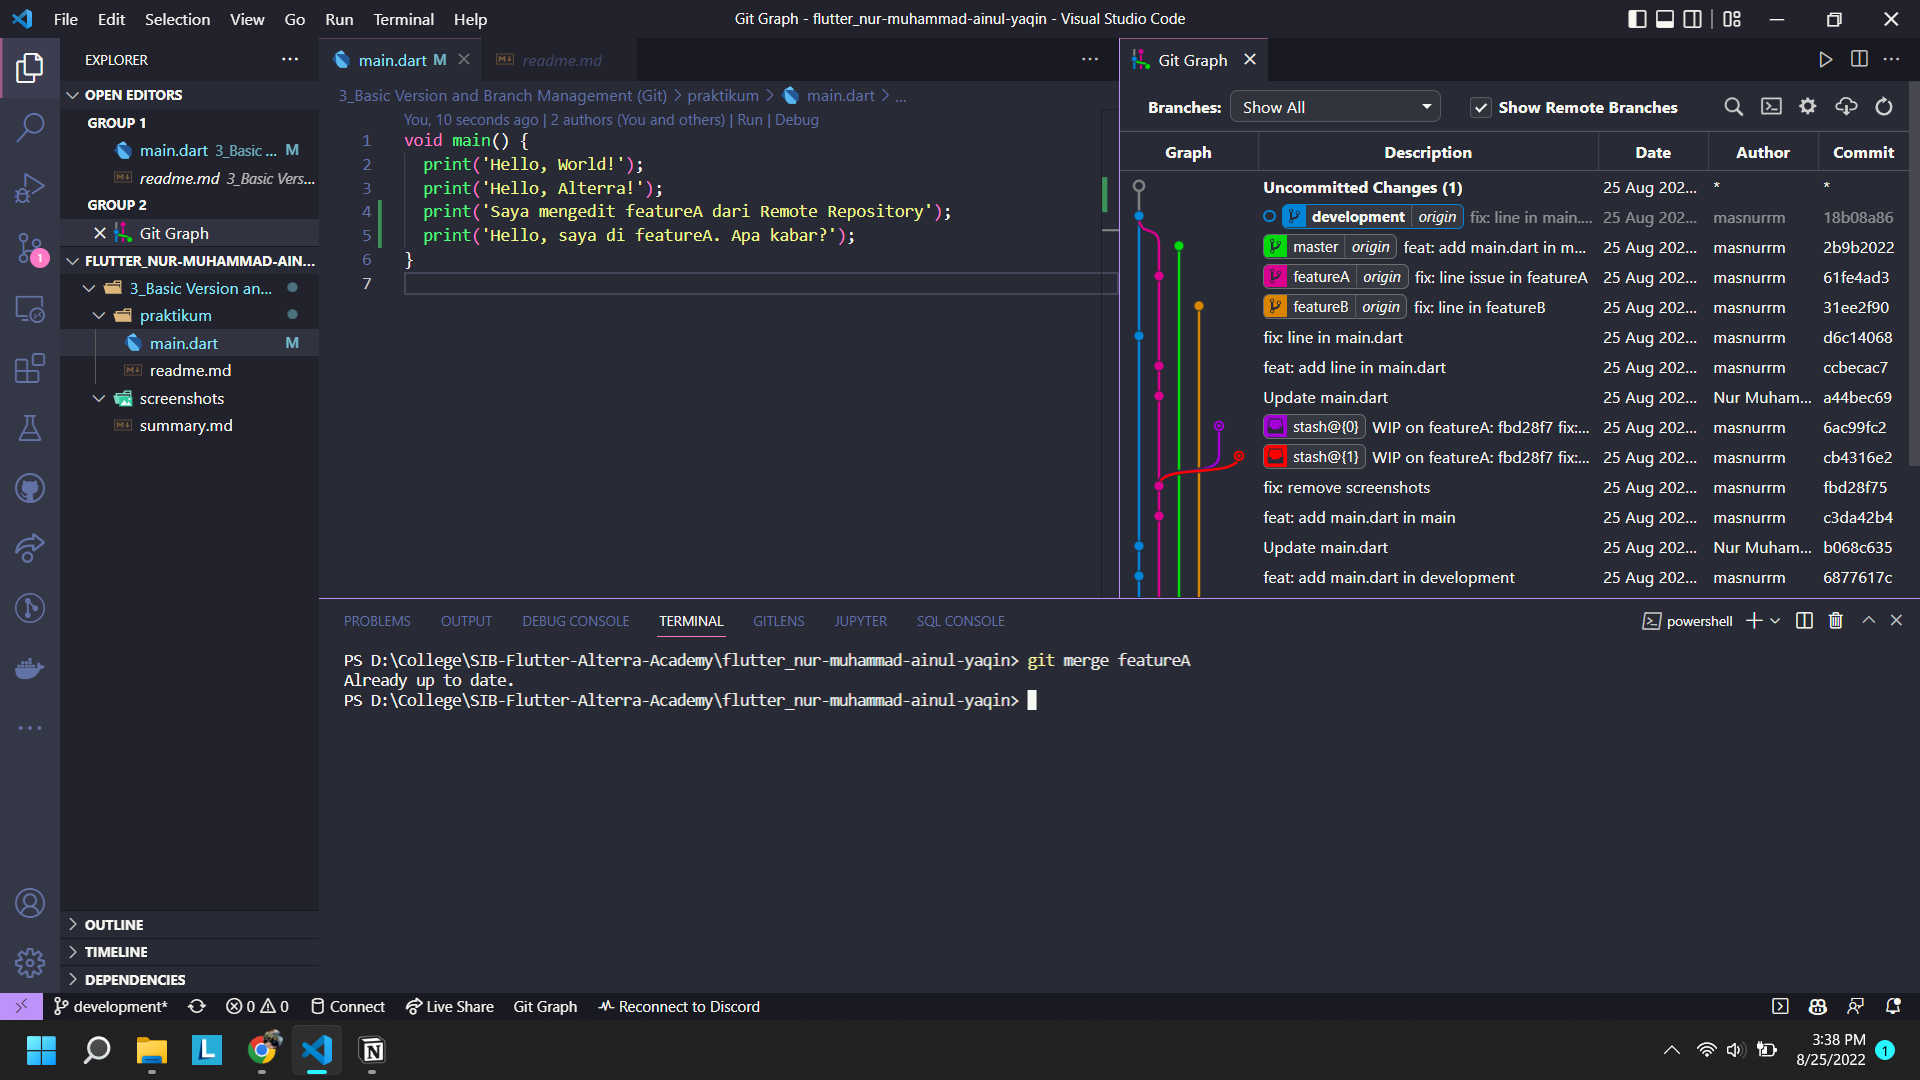 File Edit Selection View Go Run Terminal Help
Git Graph - flutter_nur-muhammad-ainul-yaqin - Visual Studio Code
EXPLORER
OPEN EDITORS
GROUP 1
main.dart 3_Basic ... M
readme.md 3_Basic Vers...
GROUP 2
Git Graph
1
FLUTTER_NUR-MUHAMMAD-AIN...
3_Basic Version an...
praktikum
main.dart M
readme.md
screenshots
summary.md
OUTLINE
TIMELINE
DEPENDENCIES
main.dart M
readme.md
3_Basic Version and Branch Management (Git) > praktikum > main.dart > ...
You, 10 seconds ago | 2 authors (You and others) | Run | Debug
1 void main() {
2 print('Hello, World!');
3 print('Hello, Alterra!');
4 print('Saya mengedit featureA dari Remote Repository');
5 print('Hello, saya di featureA. Apa kabar?');
6 }
7
Git Graph
Branches: Show All Show Remote Branches
Graph Description Date Author Commit
Uncommitted Changes (1) 25 Aug 202... * *
development origin fix: line in main.... 25 Aug 202... masnurrm 18b08a86
master origin feat: add main.dart in m... 25 Aug 202... masnurrm 2b9b2022
featureA origin fix: line issue in featureA 25 Aug 202... masnurrm 61fe4ad3
featureB origin fix: line in featureB 25 Aug 202... masnurrm 31ee2f90
fix: line in main.dart 25 Aug 202... masnurrm d6c14068
feat: add line in main.dart 25 Aug 202... masnurrm ccbecac7
Update main.dart 25 Aug 202... Nur Muham... a44bec69
stash@{0} WIP on featureA: fbd28f7 fix:... 25 Aug 202... masnurrm 6ac99fc2
stash@{1} WIP on featureA: fbd28f7 fix:... 25 Aug 202... masnurrm cb4316e2
fix: remove screenshots 25 Aug 202... masnurrm fbd28f75
feat: add main.dart in main 25 Aug 202... masnurrm c3da42b4
Update main.dart 25 Aug 202... Nur Muham... b068c635
feat: add main.dart in development 25 Aug 202... masnurrm 6877617c
PROBLEMS OUTPUT DEBUG CONSOLE TERMINAL GITLENS JUPYTER SQL CONSOLE
powershell
PS D:\College\SIB-Flutter-Alterra-Academy\flutter_nur-muhammad-ainul-yaqin> git merge featureA
Already up to date.
PS D:\College\SIB-Flutter-Alterra-Academy\flutter_nur-muhammad-ainul-yaqin>
development* 0 0 Connect Live Share Git Graph Reconnect to Discord
L
N
3:38 PM
8/25/2022
1